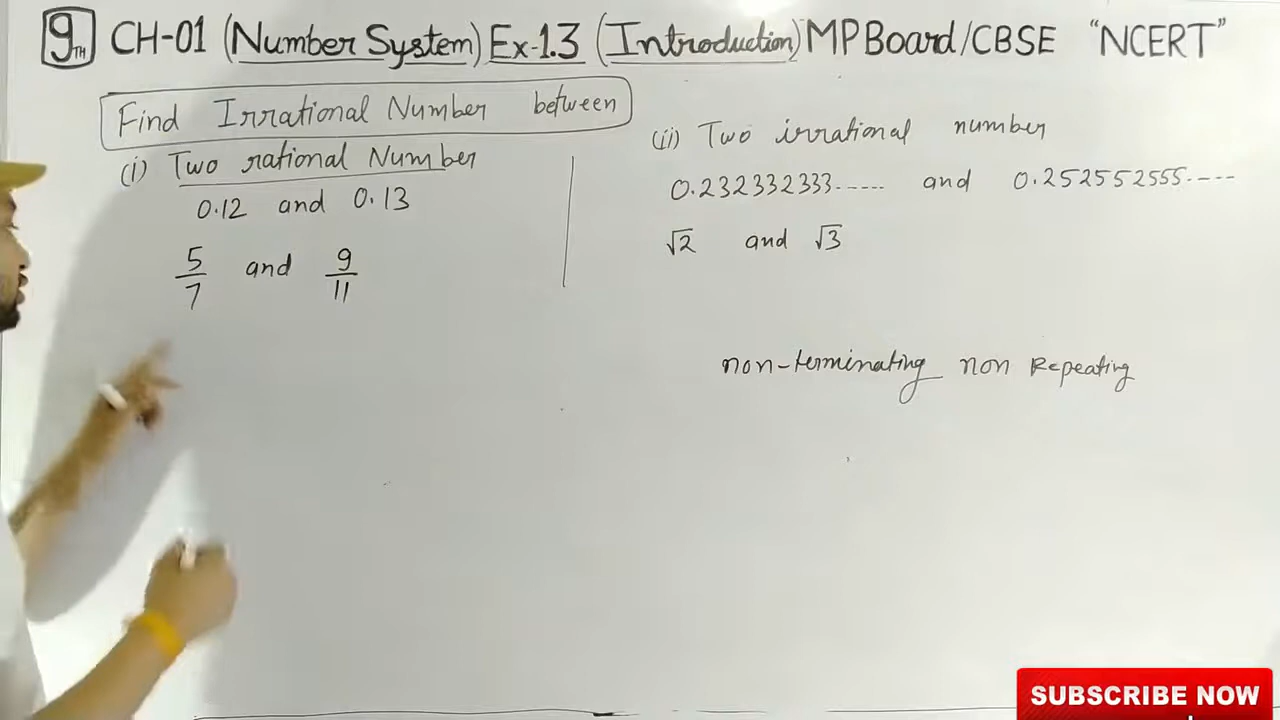 9TH CH-01 (Number System) Ex-1.3 (Introduction) MP Board/CBSE "NCERT"
Find Irrational Number between
(i) Two rational Number
0.12 and 0.13
5/7 and 9/11
(ii) Two irrational number
0.232332333..... and 0.252552555.----
√2 and √3
non-terminating non Repeating
SUBSCRIBE NOW